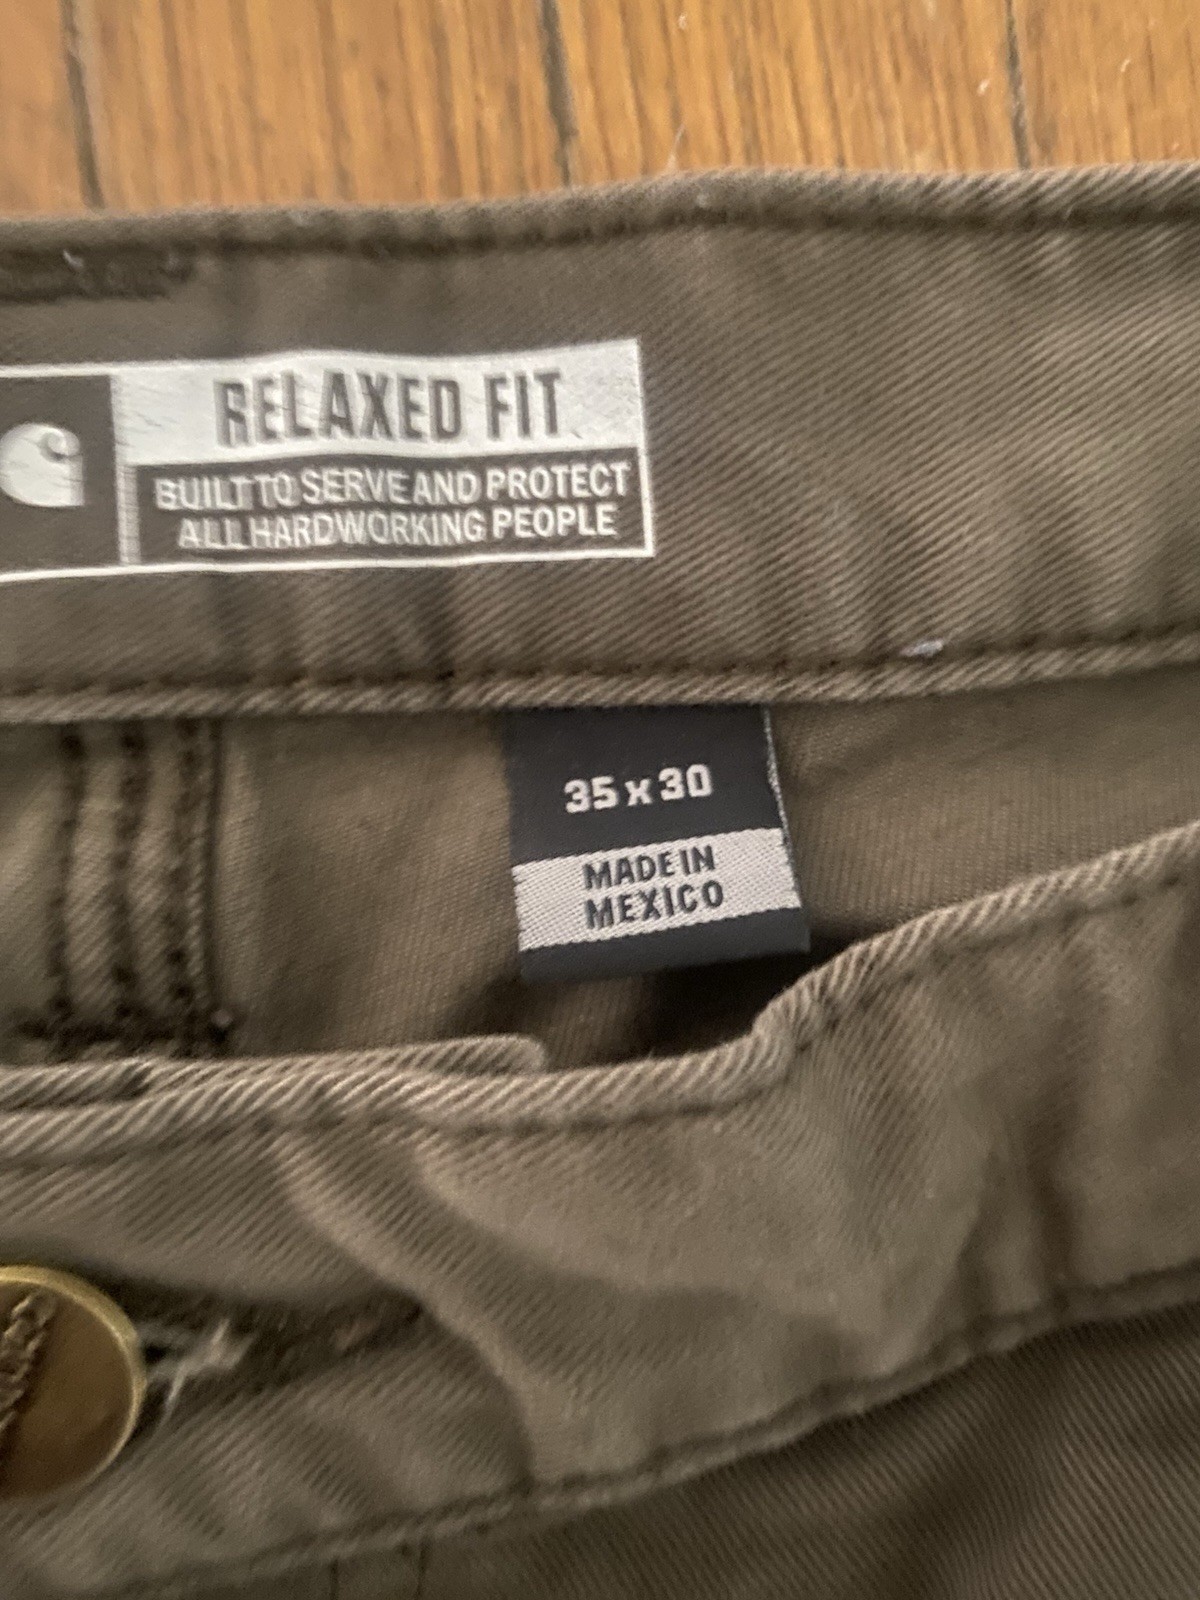 RELAXED FIT
BUILT TO SERVE AND PROTECT
ALL HARDWORKING PEOPLE
35 x 30
MADE IN
MEXICO